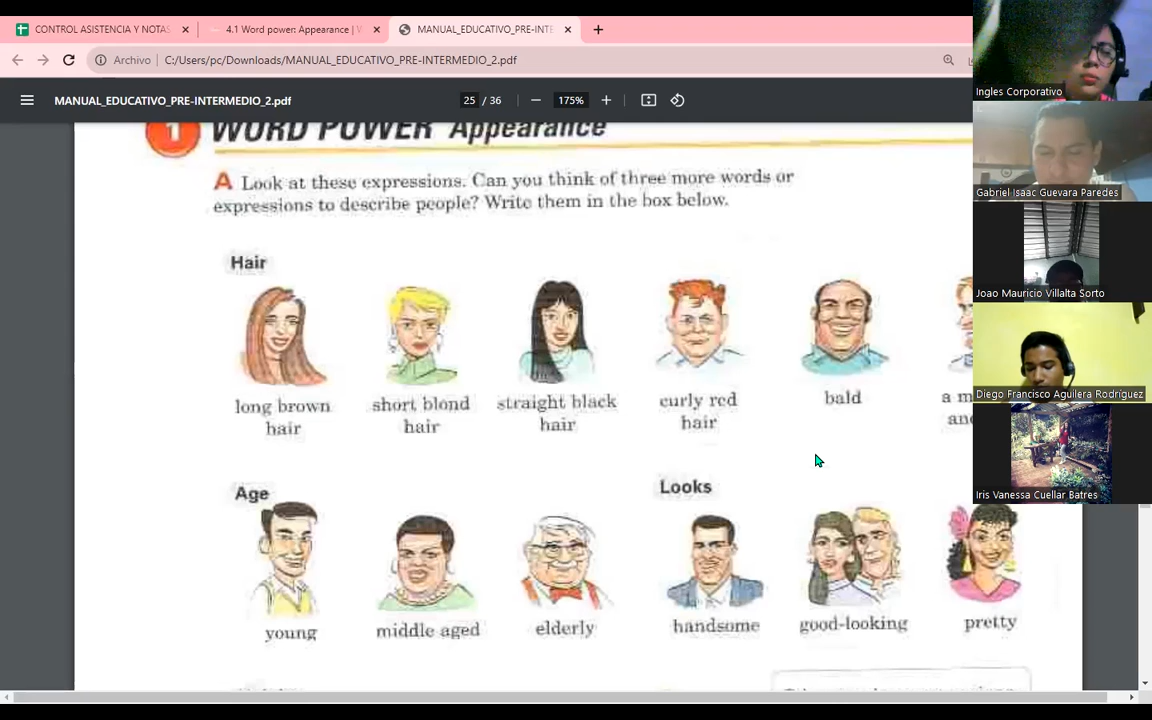 CONTROL ASISTENCIA Y NOTAS
4.1 Word power: Appearance |
MANUAL_EDUCATIVO_PRE-INTE
Archivo
C:/Users/pc/Downloads/MANUAL_EDUCATIVO_PRE-INTERMEDIO_2.pdf
MANUAL_EDUCATIVO_PRE-INTERMEDIO_2.pdf
25 / 36
175%
1 WORD POWER Appearance
A Look at these expressions. Can you think of three more words or
expressions to describe people? Write them in the box below.
Hair
long brown
hair
short blond
hair
straight black
hair
curly red
hair
bald
a m
an
Age
young
middle aged
elderly
Looks
handsome
good-looking
pretty
Ingles Corporativo
Gabriel Isaac Guevara Paredes
Joao Mauricio Villalta Sorto
Diego Francisco Aguilera Rodríguez
Iris Vanessa Cuellar Batres